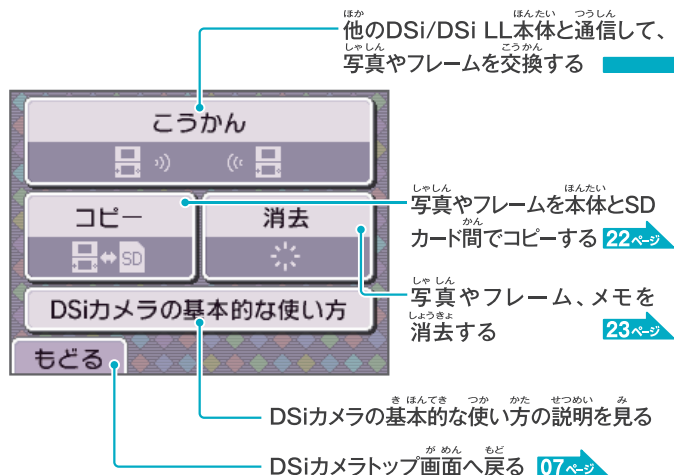 他のDSi/DSi LL本体と通信して、
写真やフレームを交換する
こうかん
写真やフレームを本体とSD
カード間でコピーする 22ページ
コピー
消去
SD
写真やフレーム、メモを
消去する 23ページ
DSiカメラの基本的な使い方
もどる
DSiカメラの基本的な使い方の説明を見る
DSiカメラトップ画面へ戻る 07ページ